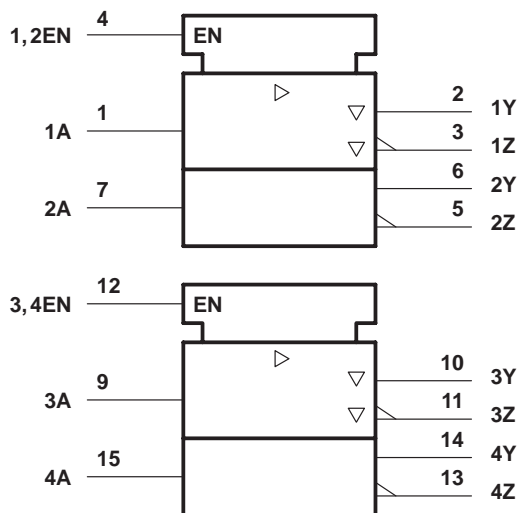 4
1,2EN EN
1 2 1Y
1A 3 1Z
7 6 2Y
2A 5 2Z
12
3,4EN EN
9 10 3Y
3A 11 3Z
15 14 4Y
4A 13 4Z